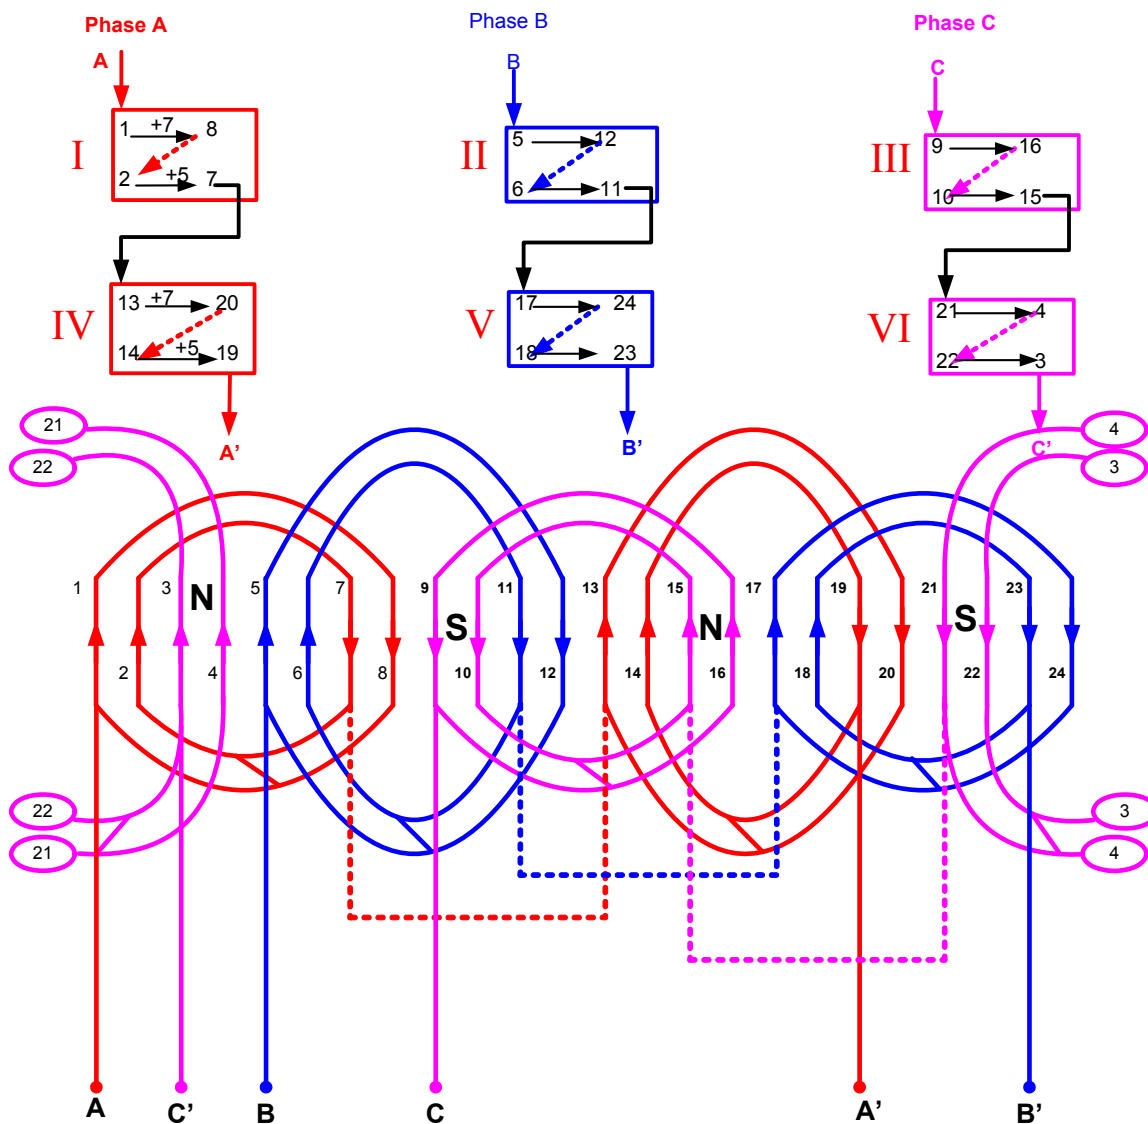 Phase A
Phase B
Phase C
A
B
C
I
1 +7 8
2 +5 7
II
5 12
6 11
III
9 16
10 15
IV
13 +7 20
14 +5 19
V
17 24
18 23
VI
21 4
22 3
A’
B’
C’
21
22
4
3
1 3 N 5 7 9 S 11 13 15 N 17 19 21 S 23
2 4 6 8 10 12 14 16 18 20 22 24
22
21
3
4
A C’ B C A’ B’